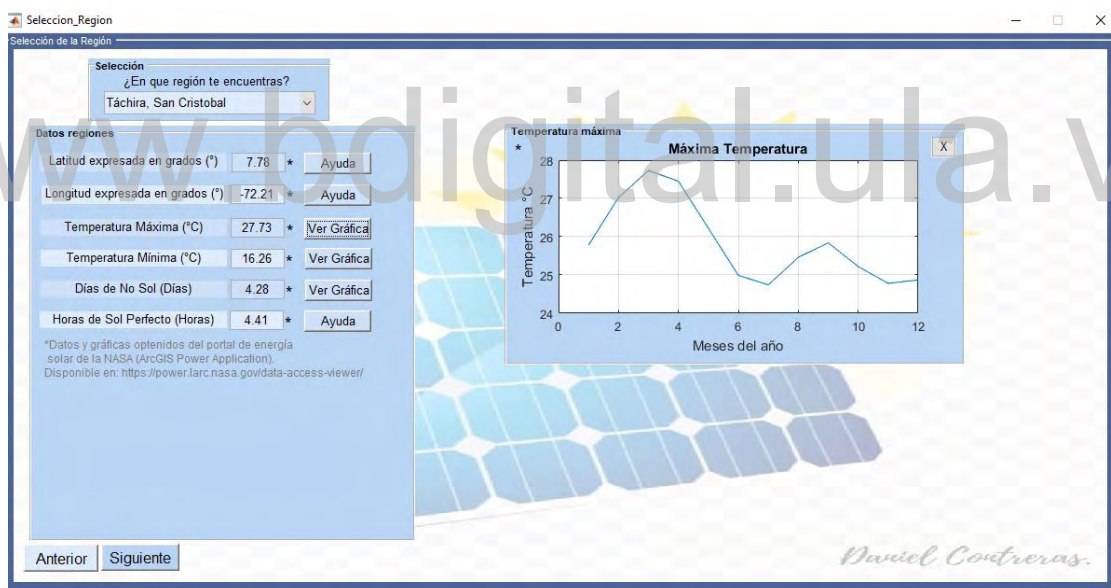 Seleccion_Region
Selección de la Región
Selección
¿En que región te encuentras?
Táchira, San Cristobal
Datos regiones
Latitud expresada en grados (°) 7.78 * Ayuda
Longitud expresada en grados (°) -72.21 * Ayuda
Temperatura Máxima (°C) 27.73 * Ver Gráfica
Temperatura Mínima (°C) 16.26 * Ver Gráfica
Días de No Sol (Días) 4.28 * Ver Gráfica
Horas de Sol Perfecto (Horas) 4.41 * Ayuda
*Datos y gráficas optenidos del portal de energía
solar de la NASA (ArcGIS Power Application).
Disponible en: https://power.larc.nasa.gov/data-access-viewer/
Temperatura máxima
* Máxima Temperatura X
Temperatura °C
28
27
26
25
24
0 2 4 6 8 10 12
Meses del año
Anterior Siguiente
Daniel Contreras.
www.bdigital.ula.v